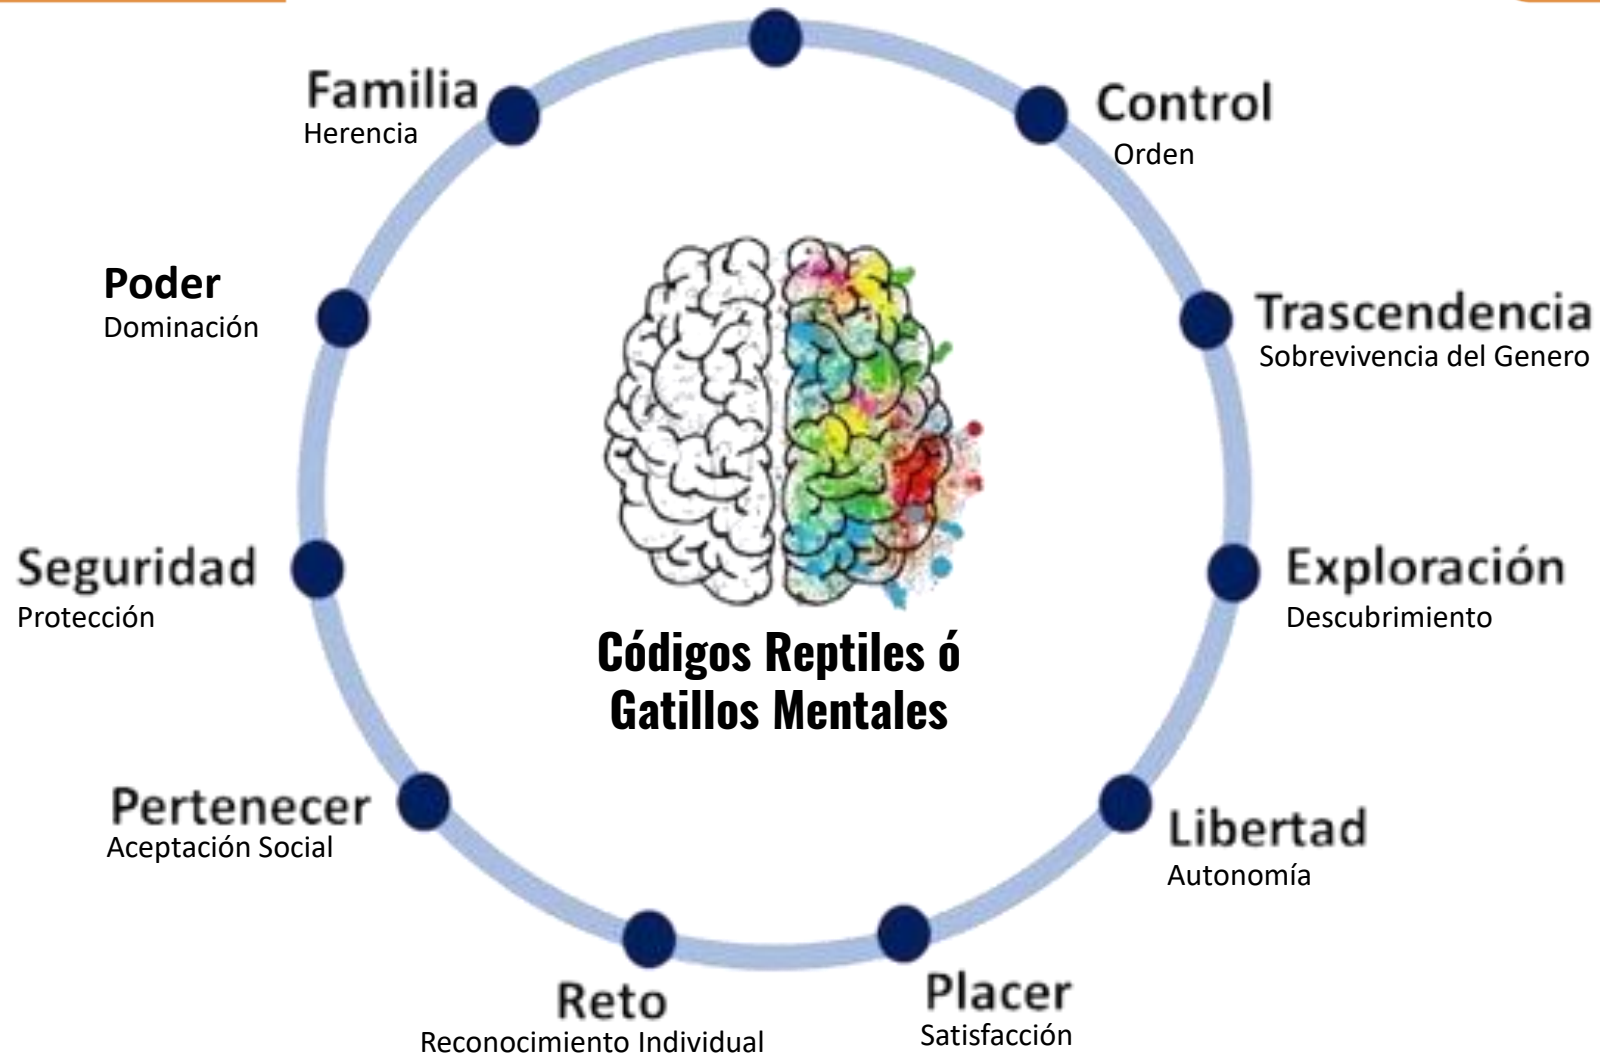 Familia
Herencia
Control
Orden
Poder
Dominación
Trascendencia
Sobrevivencia del Genero
Seguridad
Protección
Exploración
Descubrimiento
Códigos Reptiles ó
Gatillos Mentales
Pertenecer
Aceptación Social
Libertad
Autonomía
Reto
Reconocimiento Individual
Placer
Satisfacción